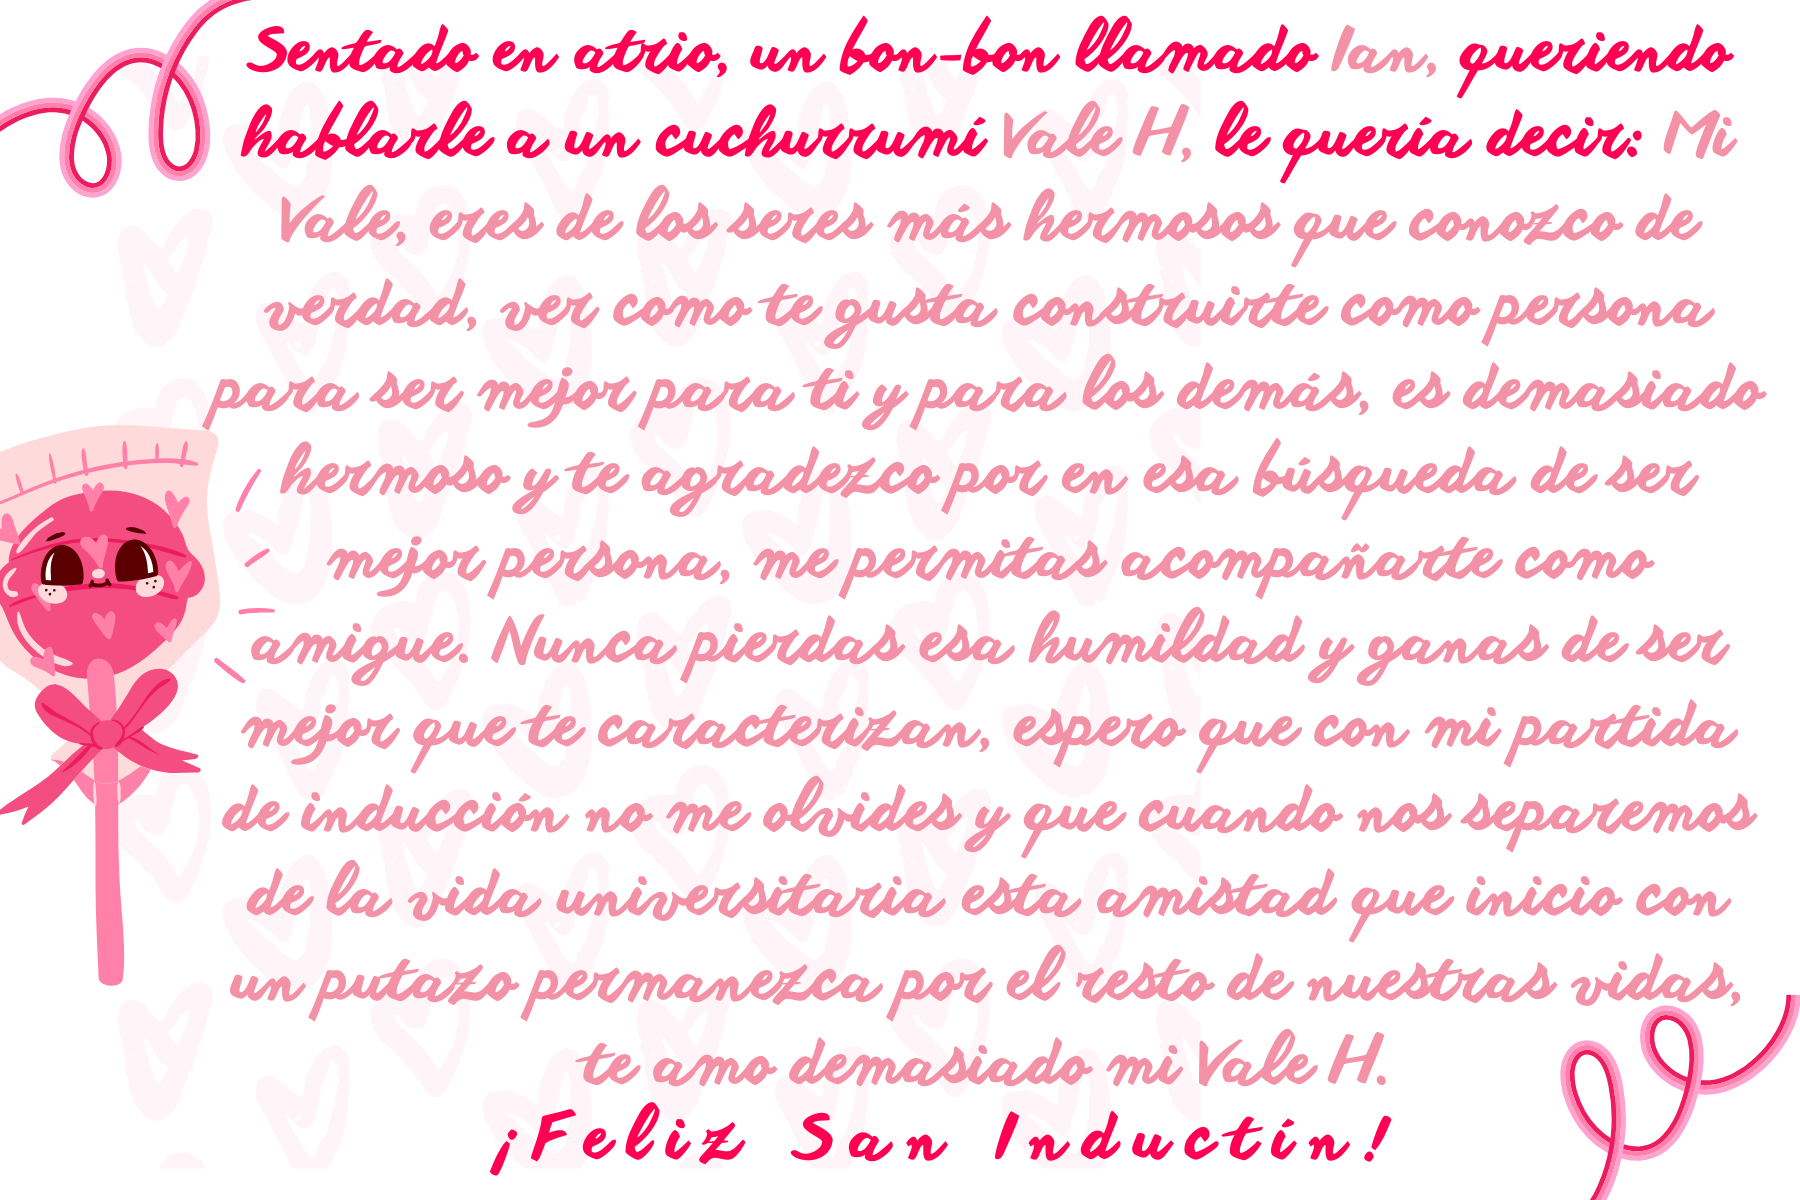 Sentado en atrio, un bon-bon llamado Ian, queriendo
hablarle a un cuchurrumí Vale H, le quería decir: Mi
Vale, eres de los seres más hermosos que conozco de
verdad, ver como te gusta construirte como persona
para ser mejor para ti y para los demás, es demasiado
hermoso y te agradezco por en esa búsqueda de ser
mejor persona, me permitas acompañarte como
amigue. Nunca pierdas esa humildad y ganas de ser
mejor que te caracterizan, espero que con mi partida
de inducción no me olvides y que cuando nos separemos
de la vida universitaria esta amistad que inicio con
un putazo permanezca por el resto de nuestras vidas,
te amo demasiado mi Vale H.
¡Feliz San Inductín!